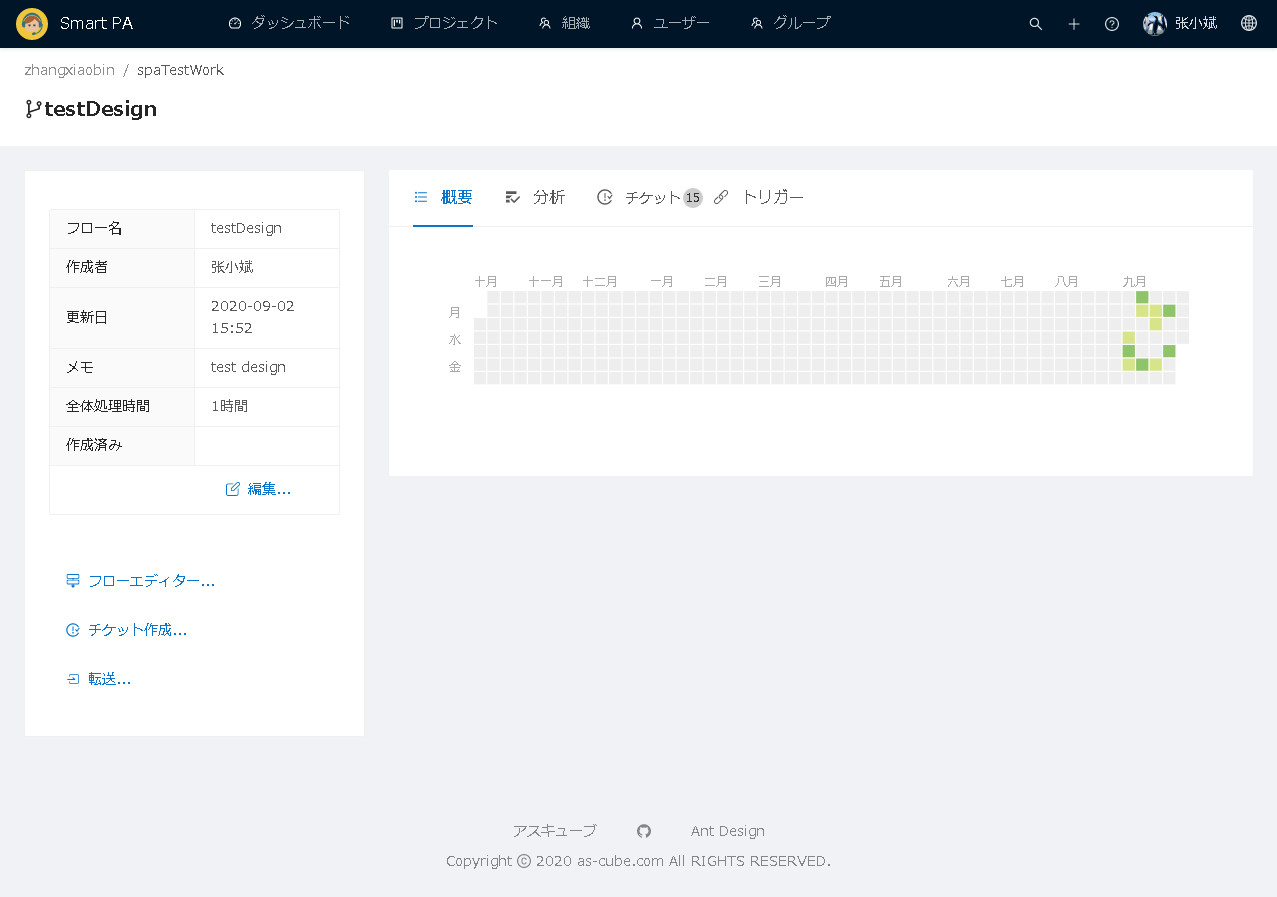 Smart PA ダッシュボード プロジェクト 組織 ユーザー グループ 张小斌
zhangxiaobin / spaTestWork
testDesign
概要 分析 チケット 15 トリガー
フロー名 testDesign
作成者 张小斌
更新日 2020-09-02 15:52
メモ test design
全体処理時間 1時間
作成済み
編集...
フローエディター...
チケット作成...
転送...
十月 十一月 十二月 一月 二月 三月 四月 五月 六月 七月 八月 九月
月
水
金
アスキューブ Ant Design
Copyright © 2020 as-cube.com All RIGHTS RESERVED.